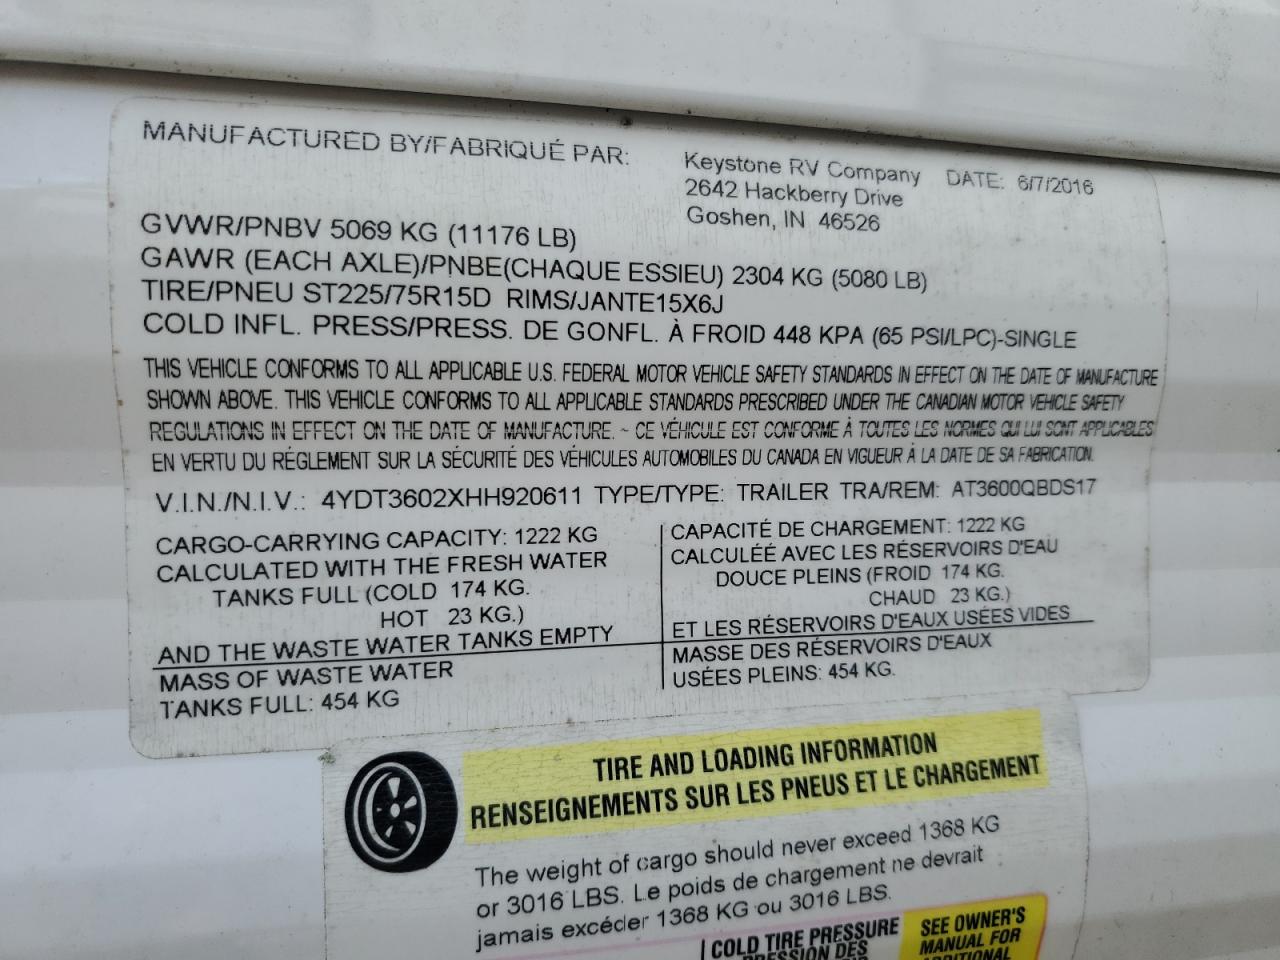 MANUFACTURED BY/FABRIQUÉ PAR: Keystone RV Company DATE: 6/7/2016
2642 Hackberry Drive
Goshen, IN 46526
GVWR/PNBV 5069 KG (11176 LB)
GAWR (EACH AXLE)/PNBE(CHAQUE ESSIEU) 2304 KG (5080 LB)
TIRE/PNEU ST225/75R15D RIMS/JANTE15X6J
COLD INFL. PRESS/PRESS. DE GONFL. À FROID 448 KPA (65 PSI/LPC)-SINGLE
THIS VEHICLE CONFORMS TO ALL APPLICABLE U.S. FEDERAL MOTOR VEHICLE SAFETY STANDARDS IN EFFECT ON THE DATE OF MANUFACTURE
SHOWN ABOVE. THIS VEHICLE CONFORMS TO ALL APPLICABLE STANDARDS PRESCRIBED UNDER THE CANADIAN MOTOR VEHICLE SAFETY
REGULATIONS IN EFFECT ON THE DATE OF MANUFACTURE. ~ CE VÉHICULE EST CONFORME À TOUTES LES NORMES QUI LUI SONT APPLICABLES
EN VERTU DU RÉGLEMENT SUR LA SÉCURITÉ DES VÉHICULES AUTOMOBILES DU CANADA EN VIGUEUR À LA DATE DE SA FABRICATION.
V.I.N./N.I.V.: 4YDT3602XHH920611 TYPE/TYPE: TRAILER TRA/REM: AT3600QBDS17
CARGO-CARRYING CAPACITY: 1222 KG
CALCULATED WITH THE FRESH WATER
TANKS FULL (COLD 174 KG.
HOT 23 KG.)
AND THE WASTE WATER TANKS EMPTY
MASS OF WASTE WATER
TANKS FULL: 454 KG
CAPACITÉ DE CHARGEMENT: 1222 KG
CALCULÉÉ AVEC LES RÉSERVOIRS D'EAU
DOUCE PLEINS (FROID 174 KG.
CHAUD 23 KG.)
ET LES RÉSERVOIRS D'EAUX USÉES VIDES
MASSE DES RÉSERVOIRS D'EAUX
USÉES PLEINS: 454 KG.
TIRE AND LOADING INFORMATION
RENSEIGNEMENTS SUR LES PNEUS ET LE CHARGEMENT
The weight of cargo should never exceed 1368 KG
or 3016 LBS. Le poids de chargement ne devrait
jamais excéder 1368 KG ou 3016 LBS.
COLD TIRE PRESSURE
PRESSION DES
SEE OWNER'S
MANUAL FOR
ADDITIONAL